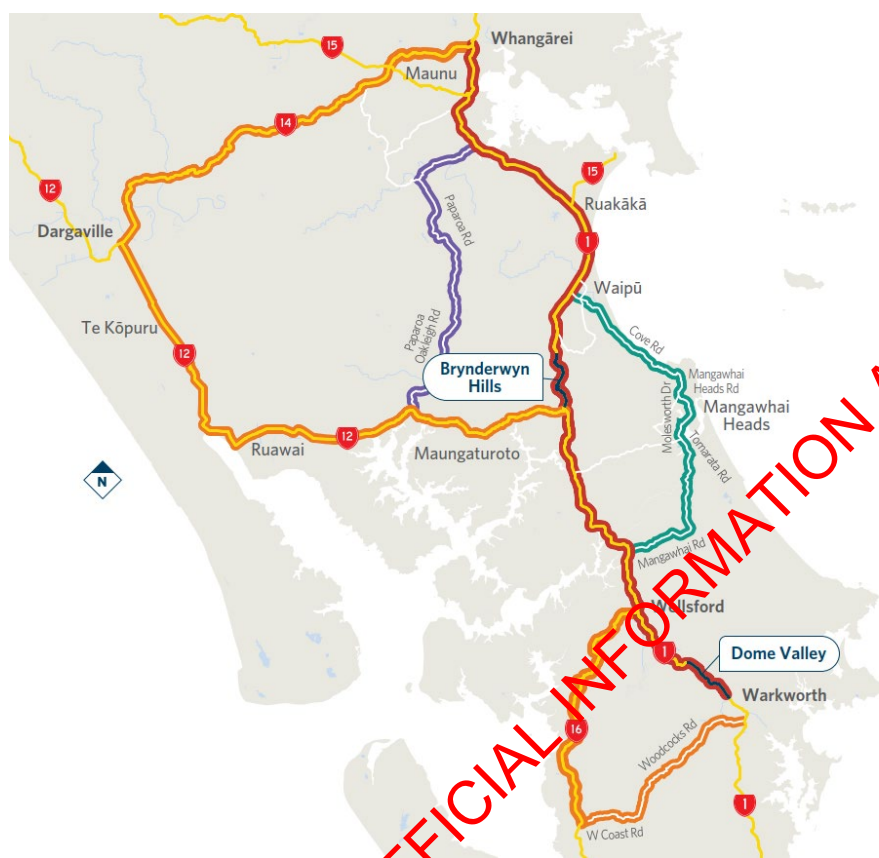 Whangārei
15
Maunu
14
15
12
Paparoa Rd
Ruakākā
Dargaville
1
Waipū
Te Kōpuru
Paparoa
Oakleigh Rd
Cove Rd
12
Brynderwyn
Hills
Mangawhai
Heads Rd
Molesworth Dr
Mangawhai
Heads
12
Ruawai
Maungaturoto
Tomarata Rd
N
Mangawhai Rd
Wellsford
1
Dome Valley
Warkworth
16
Woodcocks Rd
1
W Coast Rd
OFFICIAL INFORMATION A